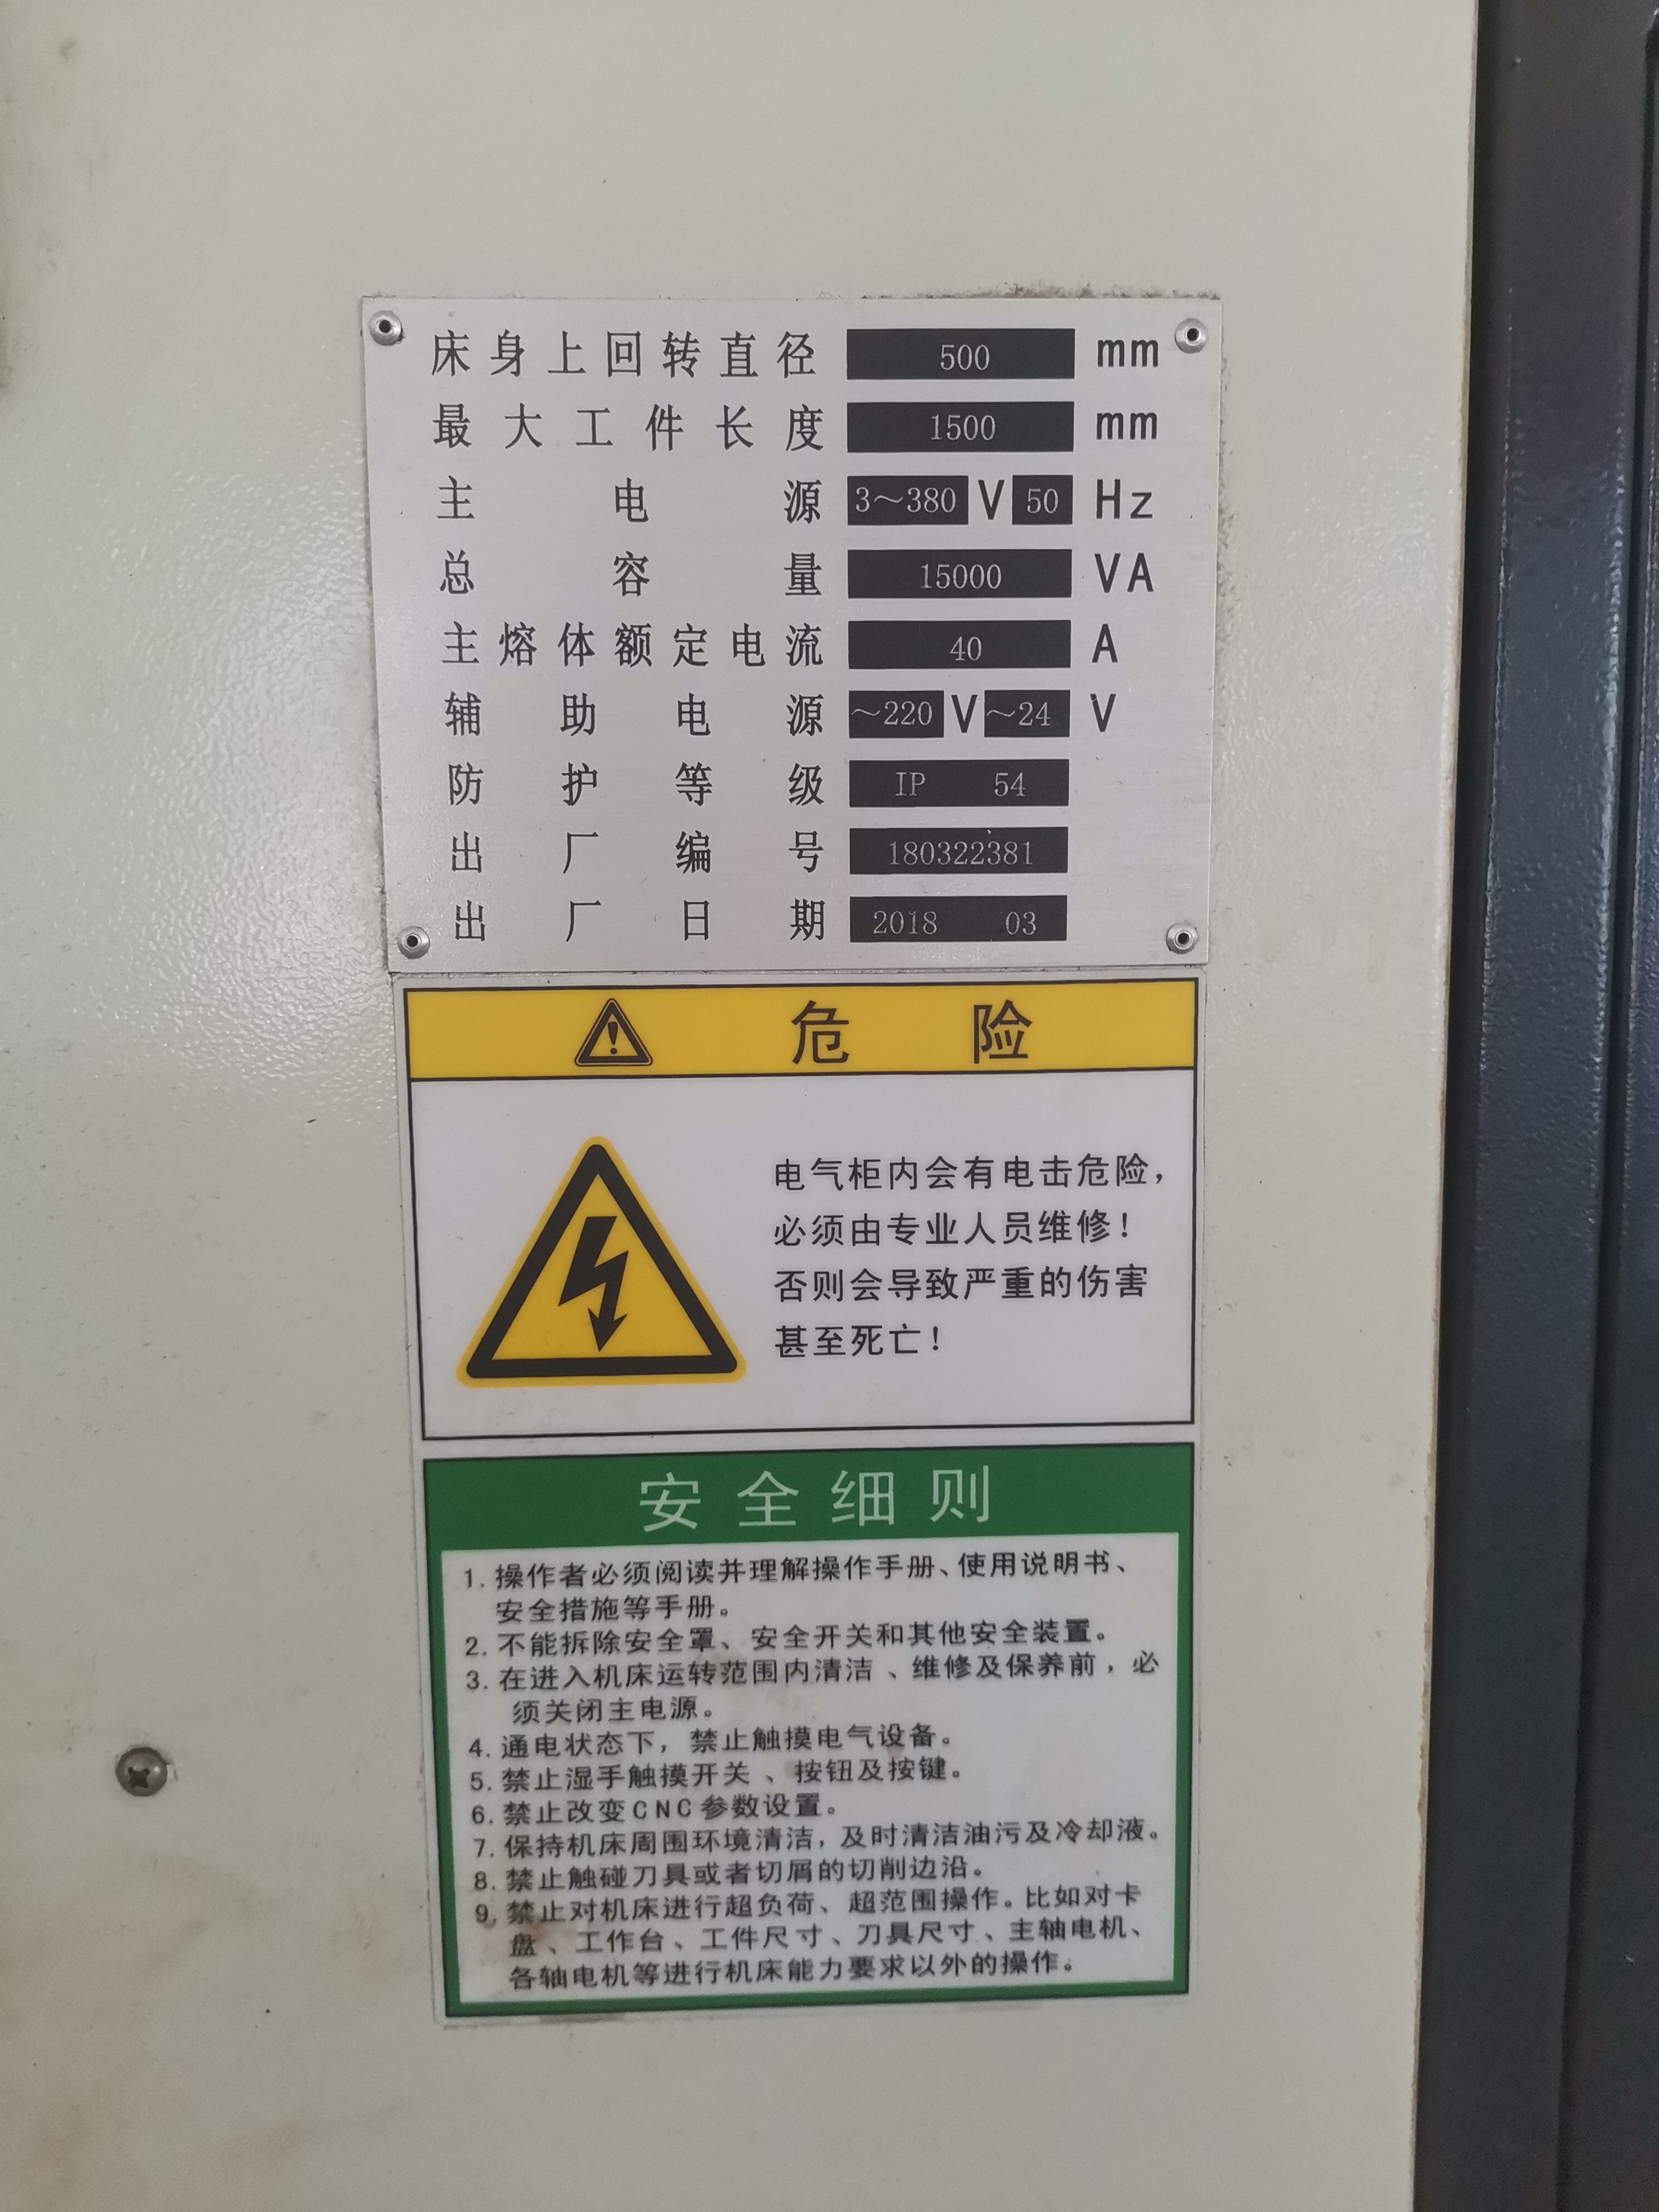 床身上回转直径 500 mm
最大工件长度 1500 mm
主电源 3～380 V 50 Hz
总容量 15000 VA
主熔体额定电流 40 A
辅助电源 ～220 V ～24 V
防护等级 IP 54
出厂编号 180322381
出厂日期 2018 03
危险
电气柜内会有电击危险，
必须由专业人员维修！
否则会导致严重的伤害
甚至死亡！
安全细则
1. 操作者必须阅读并理解操作手册、使用说明书、
安全措施等手册。
2. 不能拆除安全罩、安全开关和其他安全装置。
3. 在进入机床运转范围内清洁、维修及保养前，必
须关闭主电源。
4. 通电状态下，禁止触摸电气设备。
5. 禁止湿手触摸开关、按钮及按键。
6. 禁止改变CNC参数设置。
7. 保持机床周围环境清洁，及时清洁油污及冷却液。
8. 禁止触碰刀具或者切屑的切削边沿。
9. 禁止对机床进行超负荷、超范围操作。比如对卡
盘、工作台、工件尺寸、刀具尺寸、主轴电机、
各轴电机等进行机床能力要求以外的操作。